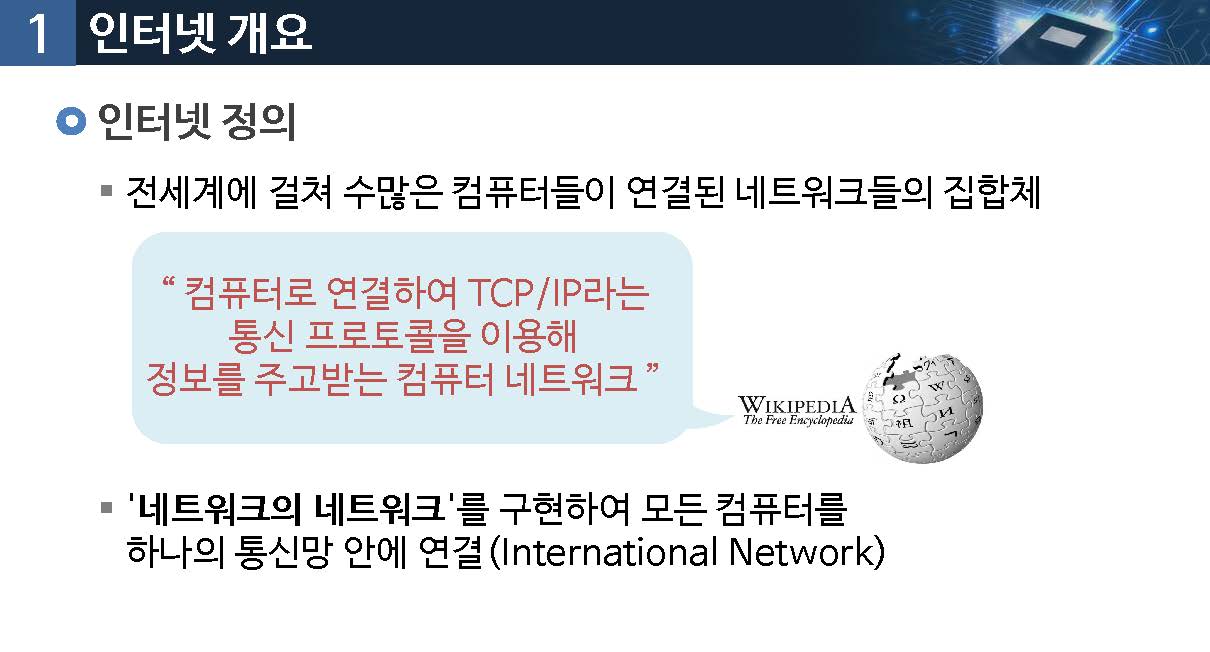 1 인터넷 개요
인터넷 정의
전세계에 걸쳐 수많은 컴퓨터들이 연결된 네트워크들의 집합체
“ 컴퓨터로 연결하여 TCP/IP라는
통신 프로토콜을 이용해
정보를 주고받는 컴퓨터 네트워크 ”
WIKIPEDIA
The Free Encyclopedia
Ω W
祖 И
'네트워크의 네트워크'를 구현하여 모든 컴퓨터를
하나의 통신망 안에 연결(International Network)